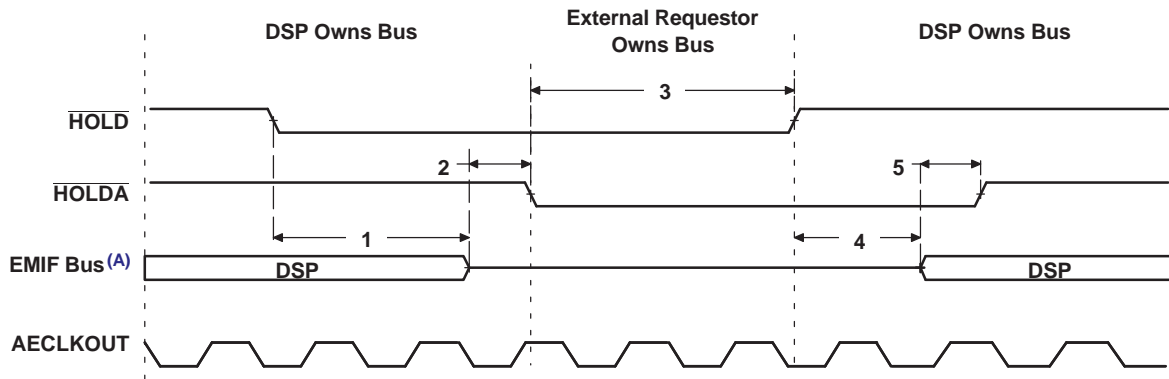 DSP Owns Bus
External Requestor
Owns Bus
DSP Owns Bus
3
HOLD
2
5
HOLDA
1
4
EMIF Bus(A)
DSP
DSP
AECLKOUT